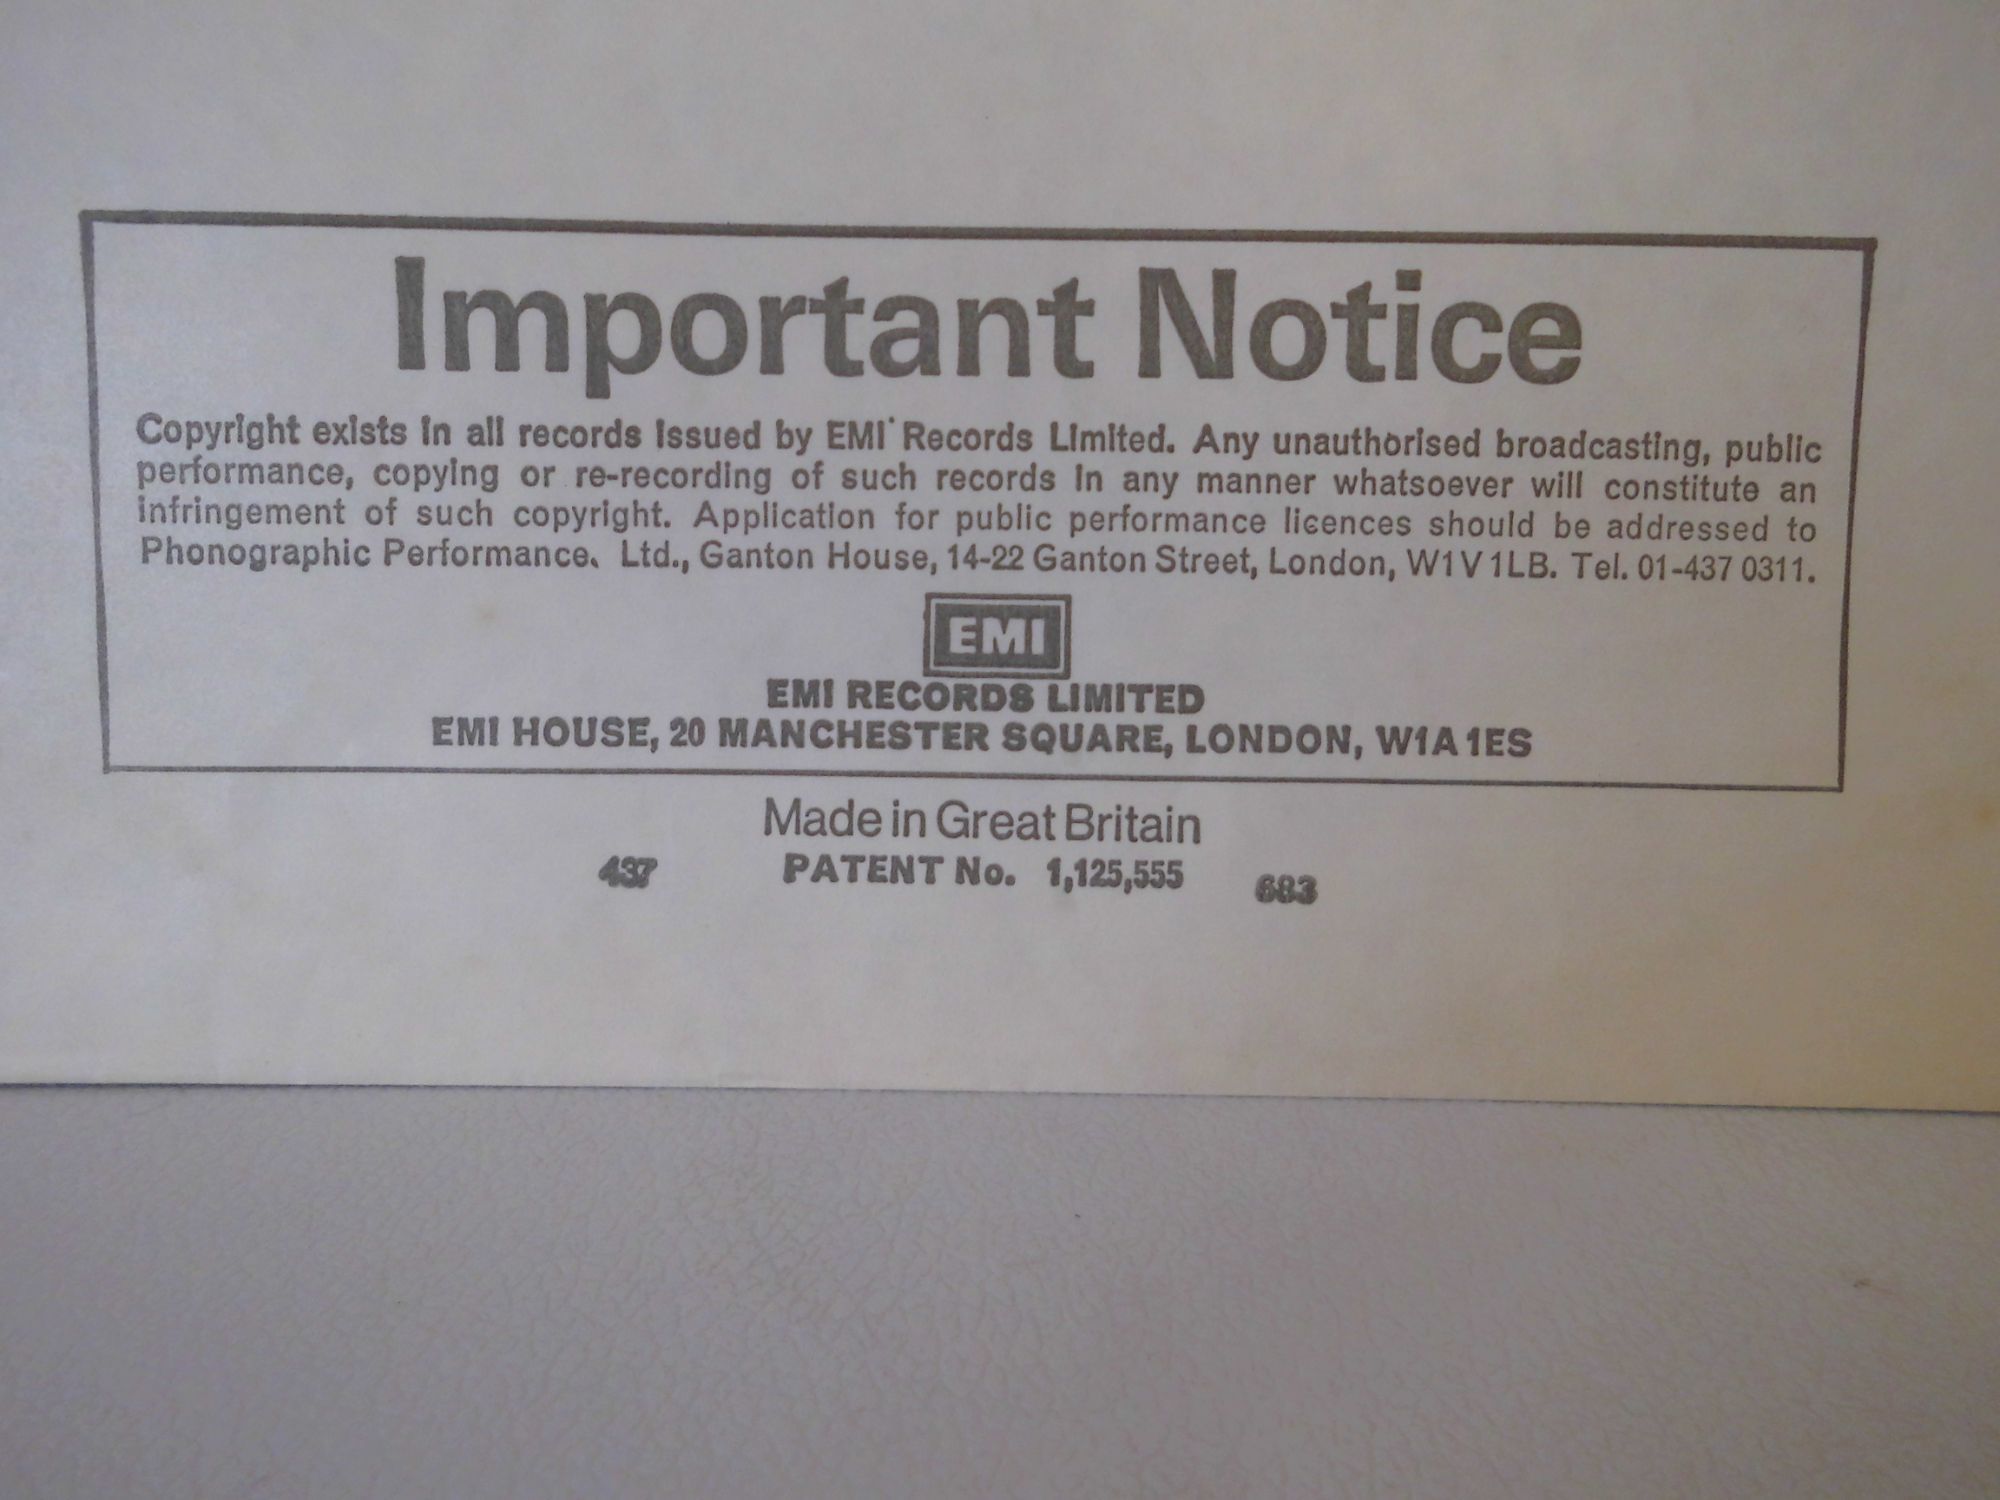 Important Notice
Copyright exists in all records issued by EMI Records Limited. Any unauthorised broadcasting, public
performance, copying or re-recording of such records in any manner whatsoever will constitute an
infringement of such copyright. Application for public performance licences should be addressed to
Phonographic Performance, Ltd., Ganton House, 14-22 Ganton Street, London, W1V 1LB. Tel. 01-437 0311.
EMI
EMI RECORDS LIMITED
EMI HOUSE, 20 MANCHESTER SQUARE, LONDON, W1A 1ES
Made in Great Britain
437 PATENT No. 1,125,555 683